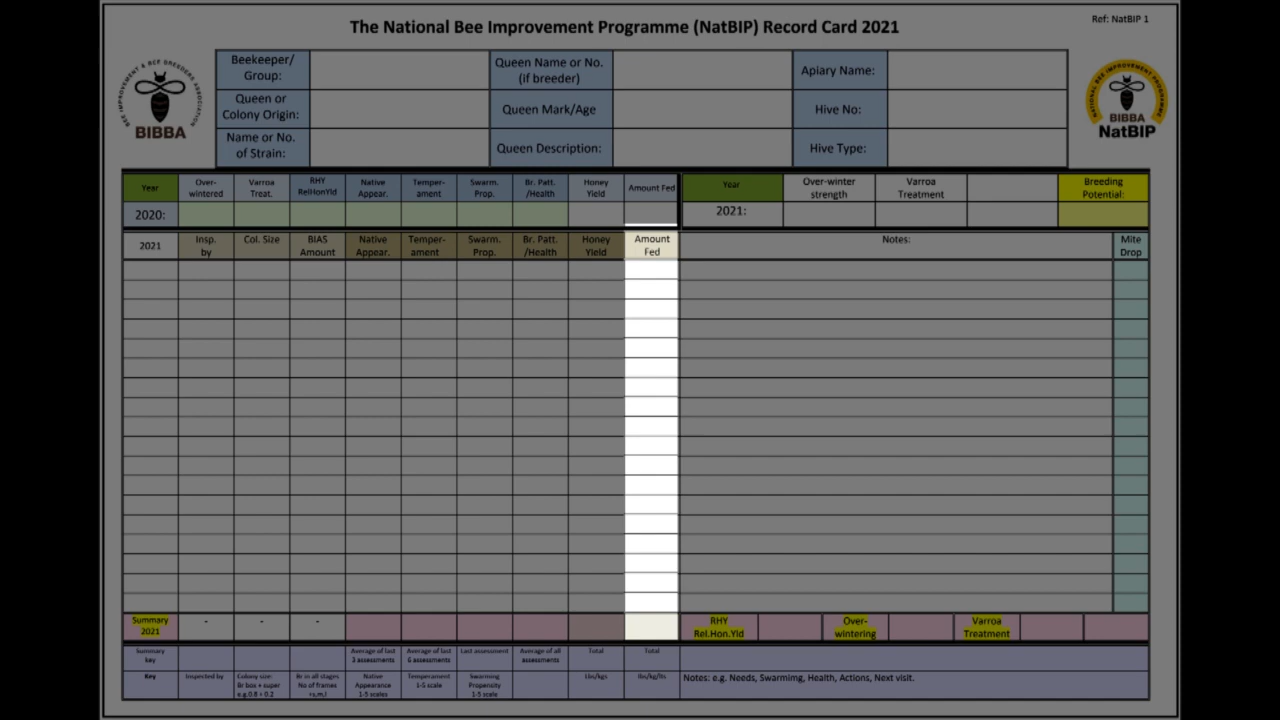 The National Bee Improvement Programme (NatBIP) Record Card 2021
Ref: NatBIP 1
BEE IMPROVEMENT & BEE BREEDERS ASSOCIATION
BIBBA
Beekeeper/
Group:
Queen Name or No.
(if breeder)
Apiary Name:
Queen or
Colony Origin:
Queen Mark/Age
Hive No:
Name or No.
of Strain:
Queen Description:
Hive Type:
NATIONAL BEE IMPROVEMENT PROGRAMME
BIBBA
NatBIP
Year
Over-
wintered
Varroa
Treat.
RHY
RelHonYld
Native
Appear.
Temper-
ament
Swarm.
Prop.
Br. Patt.
/Health
Honey
Yield
Amount Fed
Year
Over-winter
strength
Varroa
Treatment
Breeding
Potential:
2020:
2021:
2021
Insp.
by
Col. Size
BIAS
Amount
Native
Appear.
Temper-
ament
Swarm.
Prop.
Br. Patt.
/Health
Honey
Yield
Amount
Fed
Notes:
Mite
Drop
Summary
2021
-
-
-
RHY
Rel.Hon.Yld
Over-
wintering
Varroa
Treatment
Summary
key
Average of last
3 assessments
Average of last
6 assessments
Last assessment
Average of all
assessments
Total
Total
Key
Inspected by
Colony size:
Br box + super
e.g.0.8 + 0.2
Br in all stages
No of frames
+s,m,l
Native
Appearance
1-5 scales
Temperament
1-5 scale
Swarming
Propensity
1-5 scale
Lbs/kgs
lbs/kg/lts
Notes: e.g. Needs, Swarmimg, Health, Actions, Next visit.